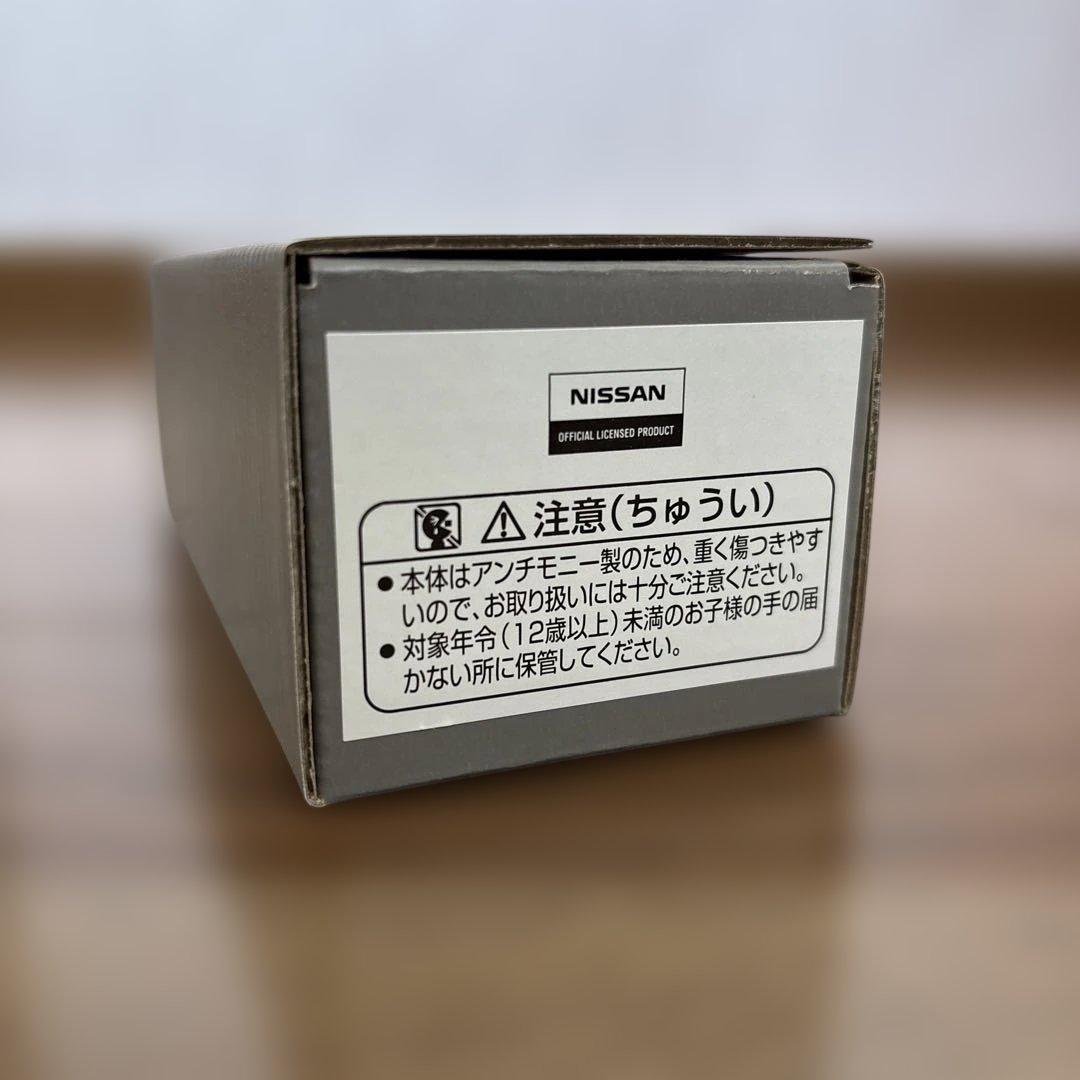 NISSAN
OFFICIAL LICENSED PRODUCT
注意(ちゅうい)
●本体はアンチモニー製のため、重く傷つきやす
いので、お取り扱いには十分ご注意ください。
●対象年令(12歳以上)未満のお子様の手の届
かない所に保管してください。